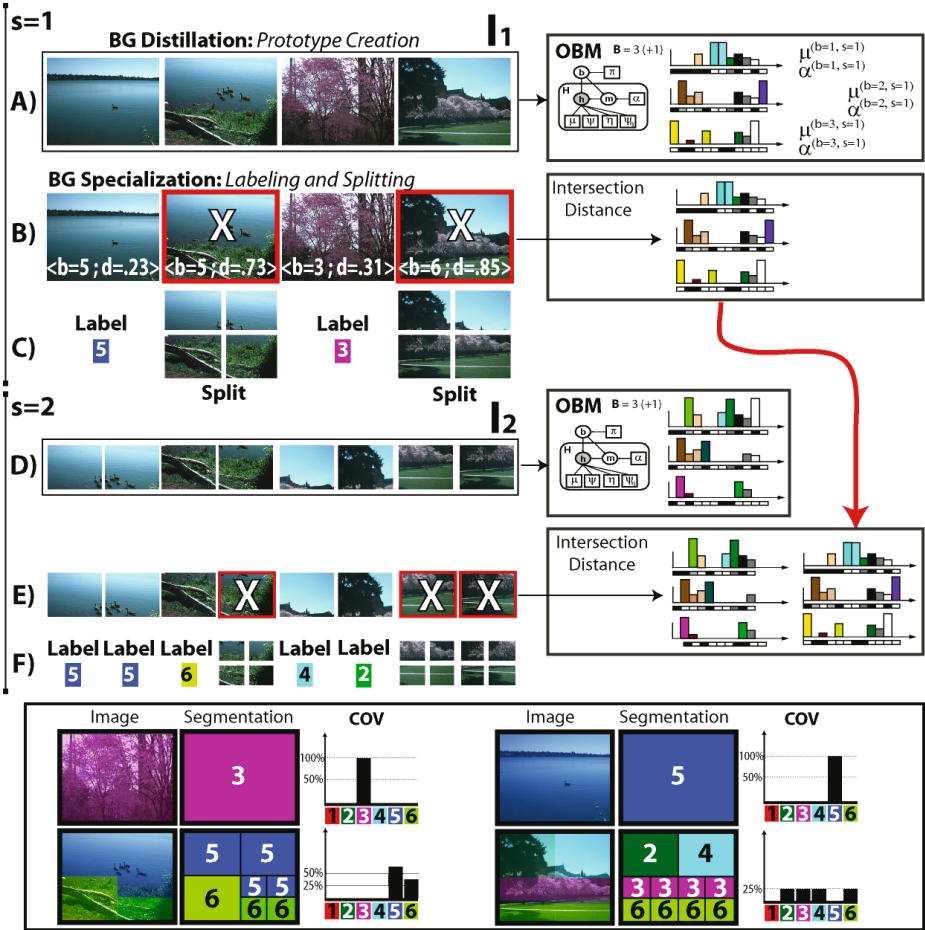 s=1
BG Distillation: Prototype Creation
I1
A)
OBM B = 3 (+1)
b π
H
h m α
μ ψ η ψ
μ(b=1, s=1)
α(b=1, s=1)
μ(b=2, s=1)
α(b=2, s=1)
μ(b=3, s=1)
α(b=3, s=1)
BG Specialization: Labeling and Splitting
B)
X X
<b=5 ; d=.23> <b=5 ; d=.73> <b=3 ; d=.31> <b=6 ; d=.85>
Intersection
Distance
C)
Label Label
5 3
Split Split
s=2
I2
D)
OBM B = 3 (+1)
b π
H
h m α
μ ψ η ψ
E)
X X X
Intersection
Distance
F)
Label Label Label Label Label
5 5 6 4 2
Image Segmentation COV Image Segmentation COV
3
100%
50%
1 2 3 4 5 6
5
100%
50%
1 2 3 4 5 6
5 5
6 5 5
6 6
50%
25%
1 2 3 4 5 6
2 4
3 3 3 3
6 6 6 6
25%
1 2 3 4 5 6